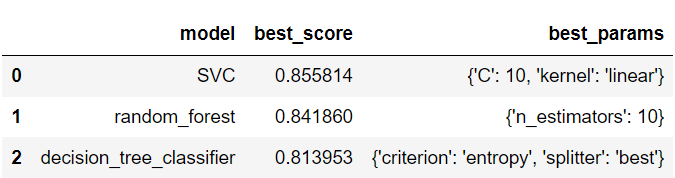 model best_score best_params
0 SVC 0.855814 {'C': 10, 'kernel': 'linear'}
1 random_forest 0.841860 {'n_estimators': 10}
2 decision_tree_classifier 0.813953 {'criterion': 'entropy', 'splitter': 'best'}